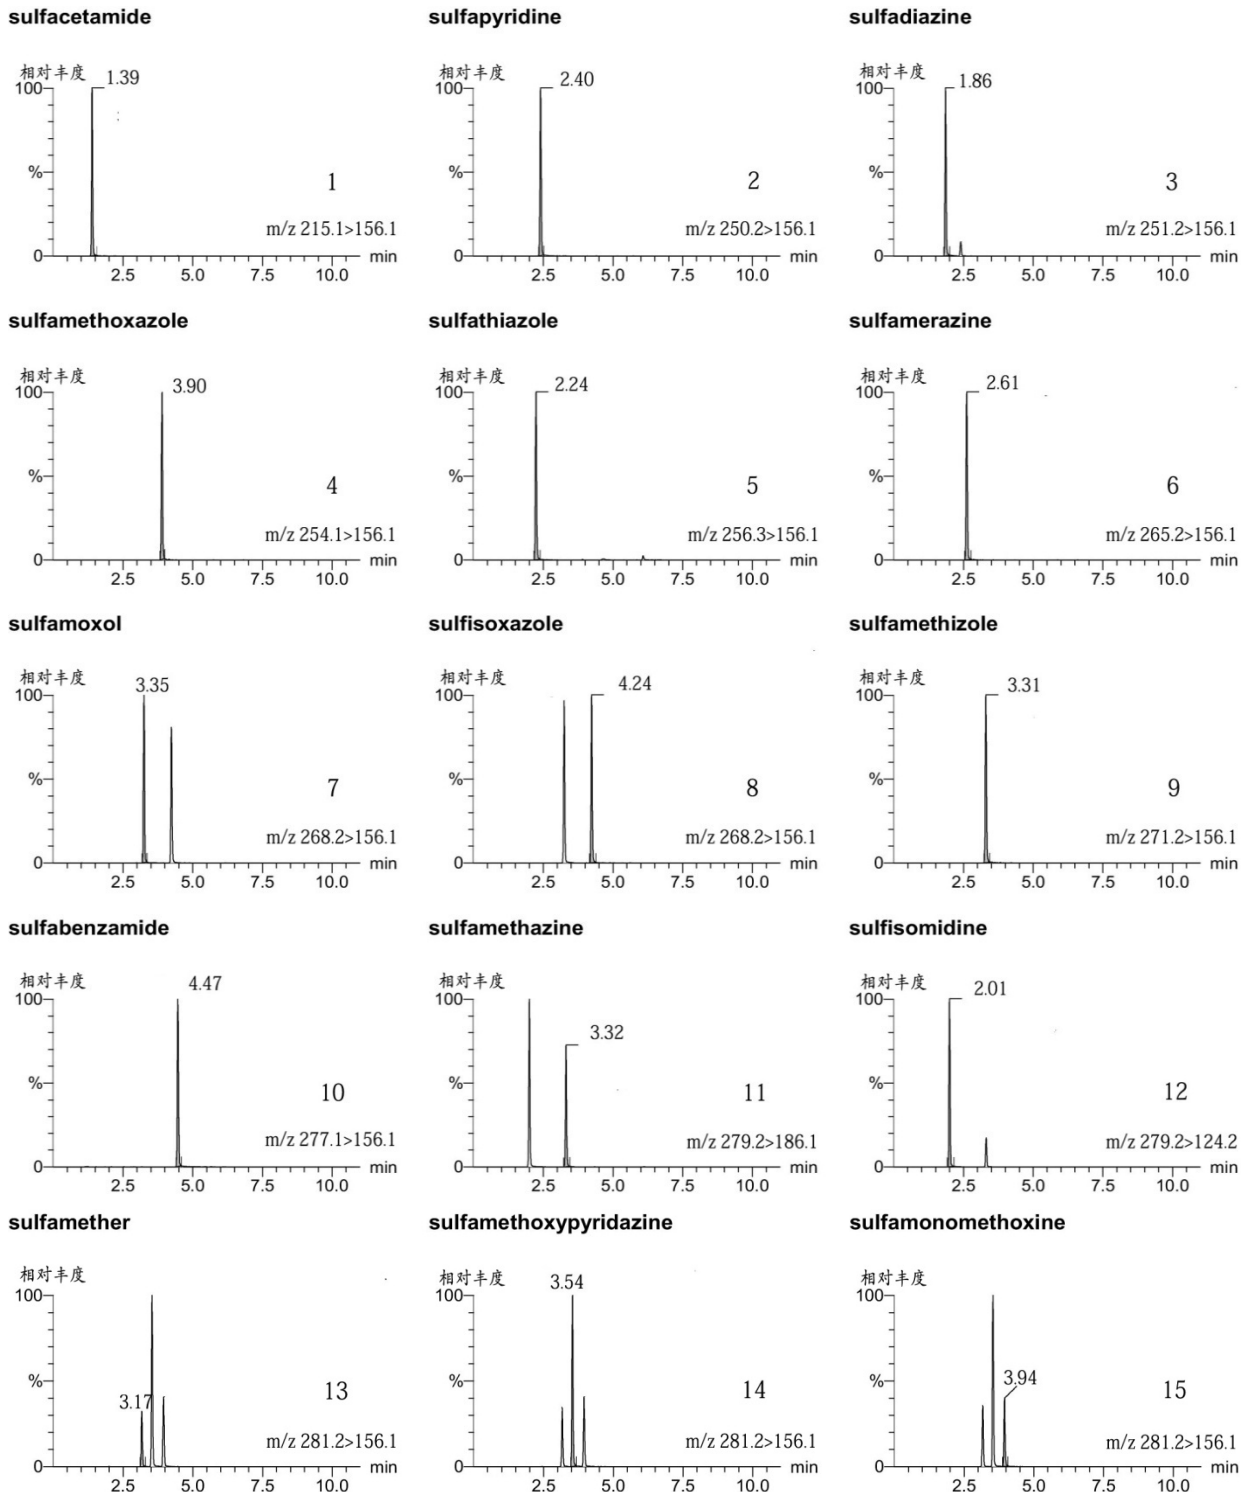 sulfacetamide
相对丰度
100
1.39
%
1
m/z 215.1>156.1
0
2.5 5.0 7.5 10.0 min
sulfapyridine
相对丰度
100
2.40
%
2
m/z 250.2>156.1
0
2.5 5.0 7.5 10.0 min
sulfadiazine
相对丰度
100
1.86
%
3
m/z 251.2>156.1
0
2.5 5.0 7.5 10.0 min
sulfamethoxazole
相对丰度
100
3.90
%
4
m/z 254.1>156.1
0
2.5 5.0 7.5 10.0 min
sulfathiazole
相对丰度
100
2.24
%
5
m/z 256.3>156.1
0
2.5 5.0 7.5 10.0 min
sulfamerazine
相对丰度
100
2.61
%
6
m/z 265.2>156.1
0
2.5 5.0 7.5 10.0 min
sulfamoxol
相对丰度
100
3.35
%
7
m/z 268.2>156.1
0
2.5 5.0 7.5 10.0 min
sulfisoxazole
相对丰度
100
4.24
%
8
m/z 268.2>156.1
0
2.5 5.0 7.5 10.0 min
sulfamethizole
相对丰度
100
3.31
%
9
m/z 271.2>156.1
0
2.5 5.0 7.5 10.0 min
sulfabenzamide
相对丰度
100
4.47
%
10
m/z 277.1>156.1
0
2.5 5.0 7.5 10.0 min
sulfamethazine
相对丰度
100
3.32
%
11
m/z 279.2>186.1
0
2.5 5.0 7.5 10.0 min
sulfisomidine
相对丰度
100
2.01
%
12
m/z 279.2>124.2
0
2.5 5.0 7.5 10.0 min
sulfamether
相对丰度
100
%
3.17
13
m/z 281.2>156.1
0
2.5 5.0 7.5 10.0 min
sulfamethoxypyridazine
相对丰度
100
3.54
%
14
m/z 281.2>156.1
0
2.5 5.0 7.5 10.0 min
sulfamonomethoxine
相对丰度
100
%
3.94
15
m/z 281.2>156.1
0
2.5 5.0 7.5 10.0 min